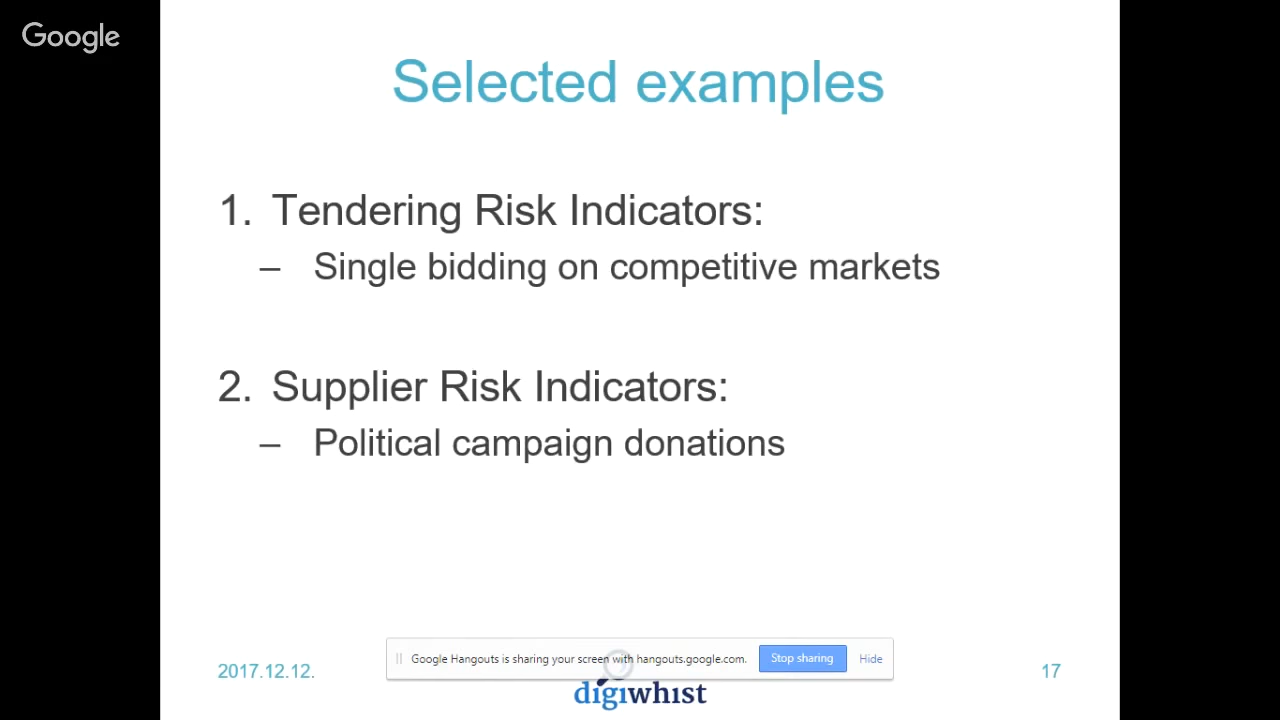 Google
Selected examples
1. Tendering Risk Indicators:
– Single bidding on competitive markets
2. Supplier Risk Indicators:
– Political campaign donations
Google Hangouts is sharing your screen with hangouts.google.com. Stop sharing Hide
2017.12.12. 17
digiwhist